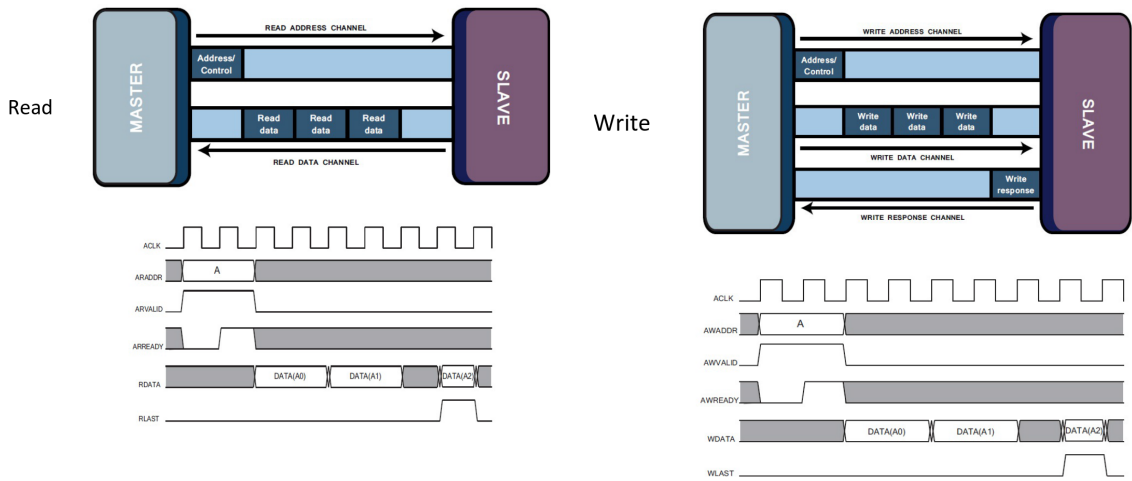 Read
MASTER
READ ADDRESS CHANNEL
Address/
Control
Read
data
Read
data
Read
data
READ DATA CHANNEL
SLAVE
ACLK
ARADDR
A
ARVALID
ARREADY
RDATA
DATA(A0)
DATA(A1)
DATA(A2)
RLAST
Write
MASTER
WRITE ADDRESS CHANNEL
Address/
Control
Write
data
Write
data
Write
data
WRITE DATA CHANNEL
Write
response
WRITE RESPONSE CHANNEL
SLAVE
ACLK
AWADDR
A
AWVALID
AWREADY
WDATA
DATA(A0)
DATA(A1)
DATA(A2)
WLAST